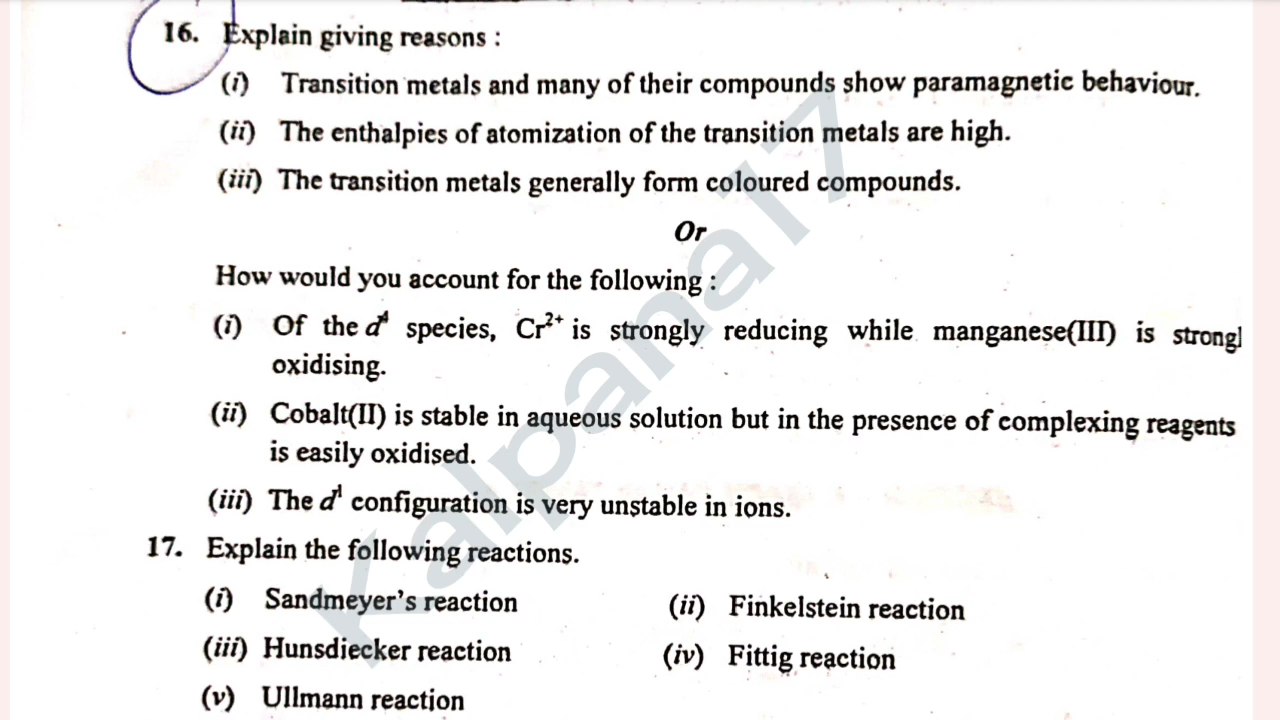 16. Explain giving reasons :
(i) Transition metals and many of their compounds show paramagnetic behaviour.
(ii) The enthalpies of atomization of the transition metals are high.
(iii) The transition metals generally form coloured compounds.
Or
How would you account for the following :
(i) Of the d⁴ species, Cr²⁺ is strongly reducing while manganese(III) is strongl
oxidising.
(ii) Cobalt(II) is stable in aqueous solution but in the presence of complexing reagents
is easily oxidised.
(iii) The d¹ configuration is very unstable in ions.
17. Explain the following reactions.
(i) Sandmeyer's reaction (ii) Finkelstein reaction
(iii) Hunsdiecker reaction (iv) Fittig reaction
(v) Ullmann reaction
Kalpana17